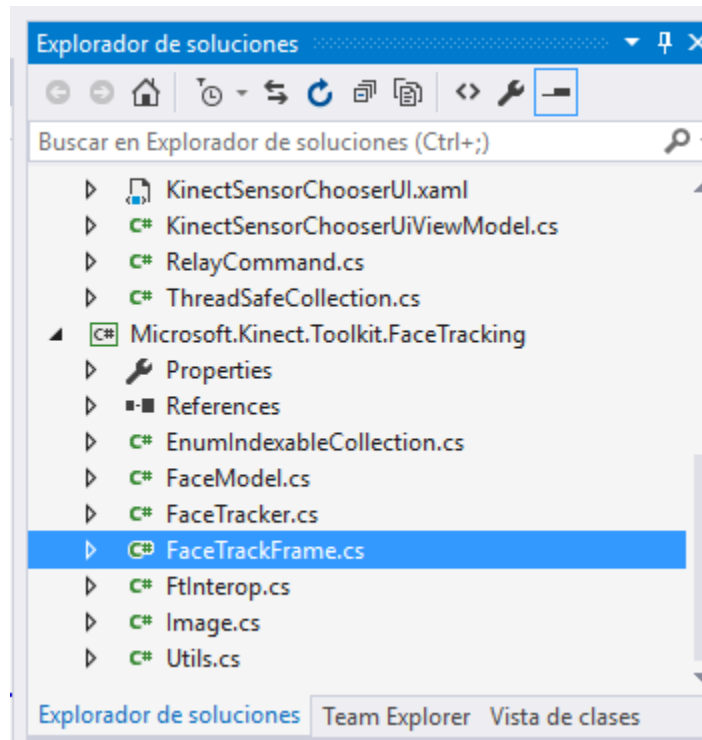 Explorador de soluciones
Buscar en Explorador de soluciones (Ctrl+;)
KinectSensorChooserUI.xaml
C# KinectSensorChooserUiViewModel.cs
C# RelayCommand.cs
C# ThreadSafeCollection.cs
C# Microsoft.Kinect.Toolkit.FaceTracking
Properties
References
C# EnumIndexableCollection.cs
C# FaceModel.cs
C# FaceTracker.cs
C# FaceTrackFrame.cs
C# FtInterop.cs
C# Image.cs
C# Utils.cs
Explorador de soluciones Team Explorer Vista de clases